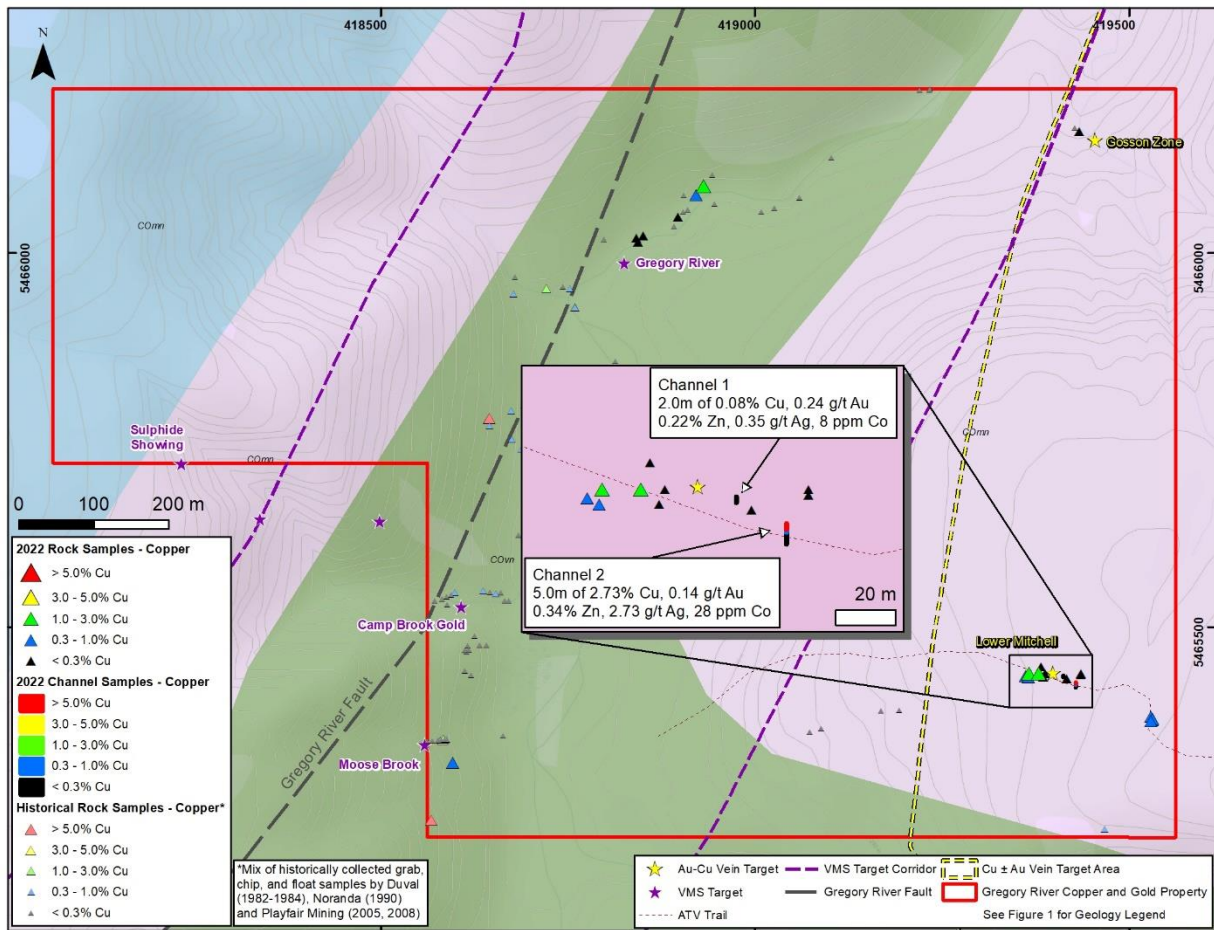 418500
419000
419500
N
Gosson Zone
COmn
5466000
5466000
Gregory River
Sulphide
Showing
COmn
COmn
Channel 1
2.0m of 0.08% Cu, 0.24 g/t Au
0.22% Zn, 0.35 g/t Ag, 8 ppm Co
0 100 200 m
COvn
Channel 2
5.0m of 2.73% Cu, 0.14 g/t Au
0.34% Zn, 2.73 g/t Ag, 28 ppm Co
20 m
Camp Brook Gold
Lower Mitchell
5465500
Gregory River Fault
Moose Brook
2022 Rock Samples - Copper
> 5.0% Cu
3.0 - 5.0% Cu
1.0 - 3.0% Cu
0.3 - 1.0% Cu
< 0.3% Cu
2022 Channel Samples - Copper
> 5.0% Cu
3.0 - 5.0% Cu
1.0 - 3.0% Cu
0.3 - 1.0% Cu
< 0.3% Cu
Historical Rock Samples - Copper*
> 5.0% Cu
3.0 - 5.0% Cu
1.0 - 3.0% Cu
0.3 - 1.0% Cu
< 0.3% Cu
*Mix of historically collected grab,
chip, and float samples by Duval
(1982-1984), Noranda (1990)
and Playfair Mining (2005, 2008)
Au-Cu Vein Target
VMS Target Corridor
Cu ± Au Vein Target Area
VMS Target
Gregory River Fault
Gregory River Copper and Gold Property
ATV Trail
See Figure 1 for Geology Legend